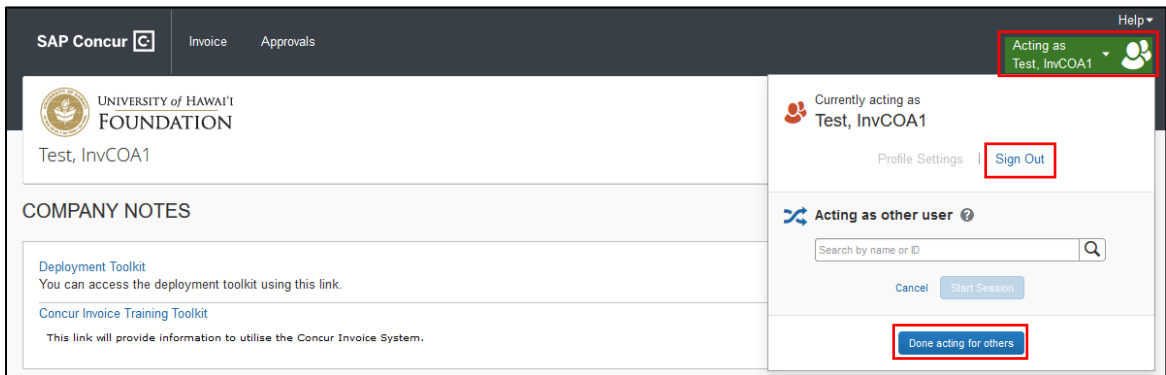 Help
SAP Concur C
Invoice
Approvals
Acting as
Test, InvCOA1
UNIVERSITY of HAWAI'I
FOUNDATION
Test, InvCOA1
Currently acting as
Test, InvCOA1
Profile Settings | Sign Out
COMPANY NOTES
Acting as other user ?
Search by name or ID
Cancel
Start Session
Done acting for others
Deployment Toolkit
You can access the deployment toolkit using this link.
Concur Invoice Training Toolkit
This link will provide information to utilise the Concur Invoice System.